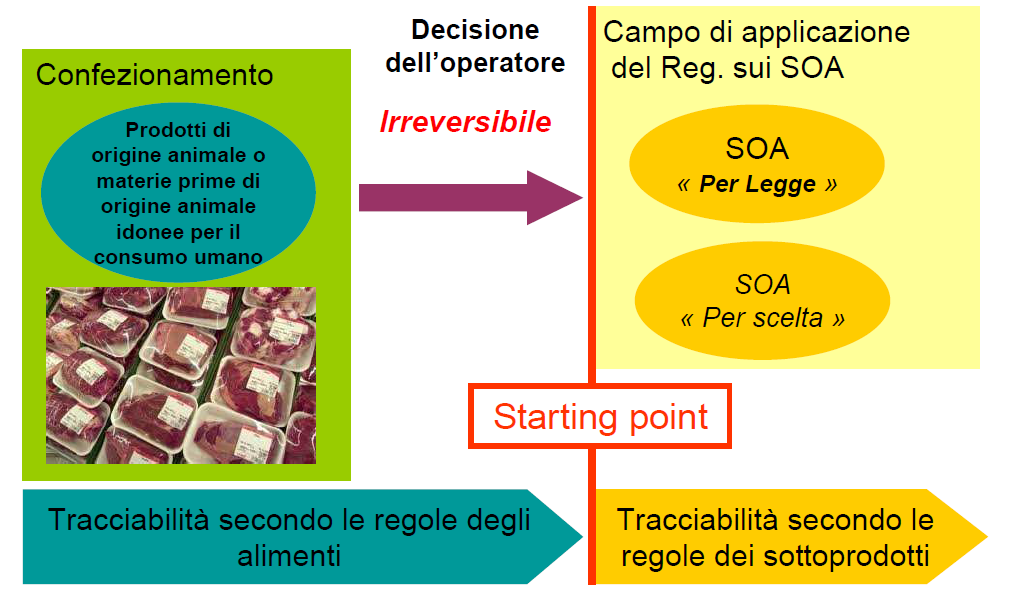 Confezionamento
Prodotti di
origine animale o
materie prime di
origine animale
idonee per il
consumo umano
Decisione
dell’operatore
Irreversibile
Campo di applicazione
del Reg. sui SOA
SOA
« Per Legge »
SOA
« Per scelta »
Starting point
Tracciabilità secondo le regole degli
alimenti
Tracciabilità secondo le
regole dei sottoprodotti